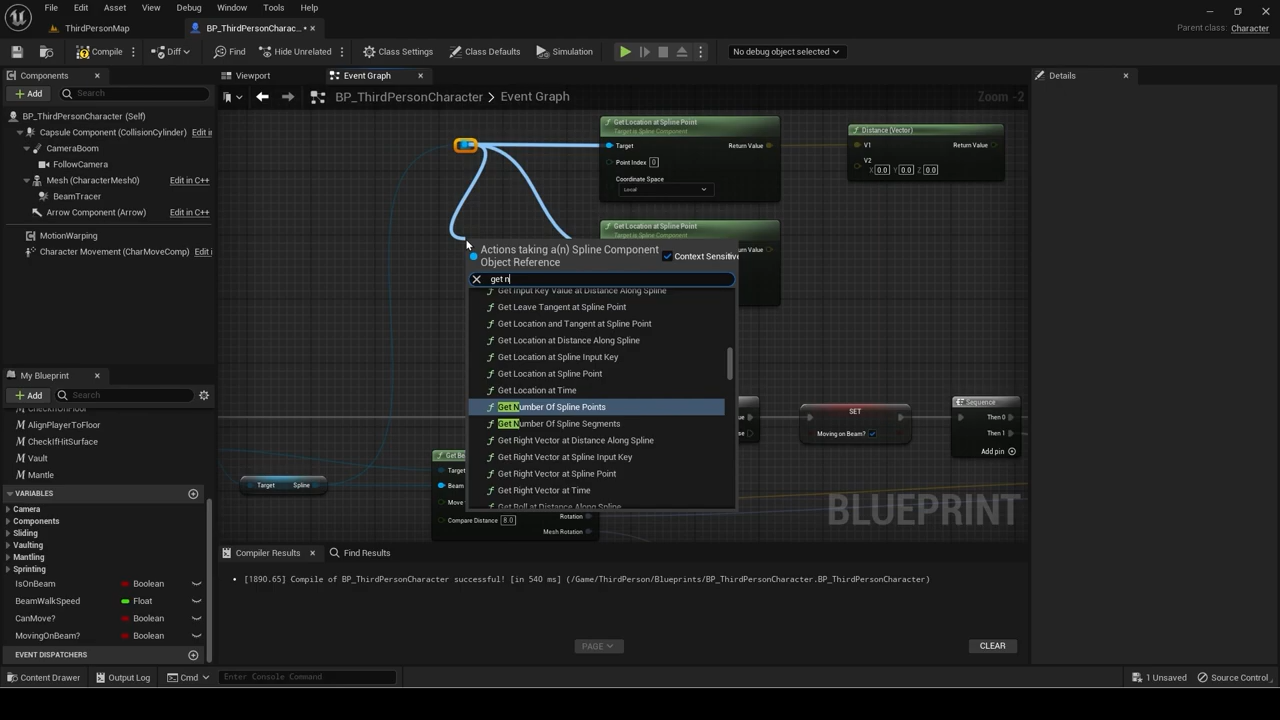 File Edit Asset View Debug Window Tools Help
ThirdPersonMap
BP_ThirdPersonCharac... •
Parent class: Character
Compile
Diff
Find
Hide Unrelated
Class Settings
Class Defaults
Simulation
No debug object selected
Components
Viewport
Event Graph
Details
Add
Search
BP_ThirdPersonCharacter > Event Graph
Zoom -2
BP_ThirdPersonCharacter (Self)
Capsule Component (CollisionCylinder) Edit in
CameraBoom
FollowCamera
Mesh (CharacterMesh0) Edit in C++
BeamTracer
Arrow Component (Arrow) Edit in C++
MotionWarping
Character Movement (CharMoveComp) Edit i
Get Location at Spline Point
Target is Spline Component
Target
Return Value
Point Index 0
Coordinate Space
Local
Distance (Vector)
V1
Return Value
V2
X 0.0 Y 0.0 Z 0.0
Get Location at Spline Point
Actions taking a(n) Spline Component
Object Reference
Context Sensitive
get n
Get Input Key Value at Distance Along Spline
Get Leave Tangent at Spline Point
Get Location and Tangent at Spline Point
Get Location at Distance Along Spline
Get Location at Spline Input Key
Get Location at Spline Point
Get Location at Time
Get Number Of Spline Points
Get Number Of Spline Segments
Get Right Vector at Distance Along Spline
Get Right Vector at Spline Input Key
Get Right Vector at Spline Point
Get Right Vector at Time
Get Roll at Distance Along Spline
My Blueprint
Add
Search
CheckIfOnFloor
AlignPlayerToFloor
CheckIfHitSurface
Vault
Mantle
VARIABLES
Camera
Components
Sliding
Vaulting
Mantling
Sprinting
IsOnBeam Boolean
BeamWalkSpeed Float
CanMove? Boolean
MovingOnBeam? Boolean
EVENT DISPATCHERS
Target Spline
Get Be
Target
Beam
Move
Compare Distance 8.0
Rotation
Mesh Rotation
SET
Moving on Beam?
Sequence
Then 0
Then 1
Add pin
BLUEPRINT
Compiler Results
Find Results
• [1890.65] Compile of BP_ThirdPersonCharacter successful! [in 540 ms] (/Game/ThirdPerson/Blueprints/BP_ThirdPersonCharacter.BP_ThirdPersonCharacter)
PAGE
CLEAR
Content Drawer
Output Log
Cmd
Enter Console Command
1 Unsaved
Source Control